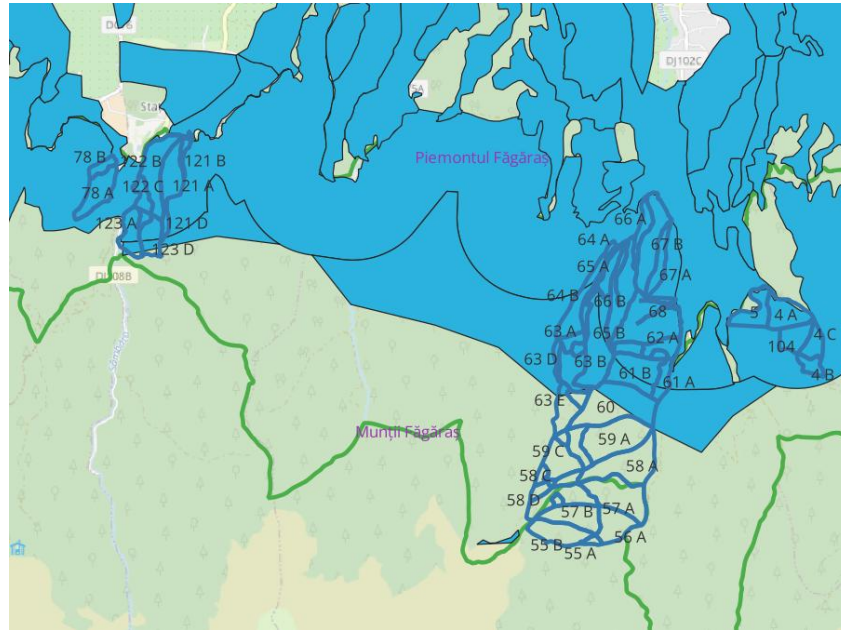 DC76
DJ102C
5A
78 B
122 B
121 B
Piemontul Făgăraș
78 A
122 C
121 A
66 A
123 A
121 D
64 A
67 B
123 D
65 A
67 A
DJ108B
64 B
66 B
68
5
4 A
63 A
65 B
62 A
104
4 C
63 D
63 B
61 B
61 A
4 B
63 E
60
Munții Făgăraș
59 C
59 A
58 C
58 A
58 D
57 B
57 A
55 B
55 A
56 A